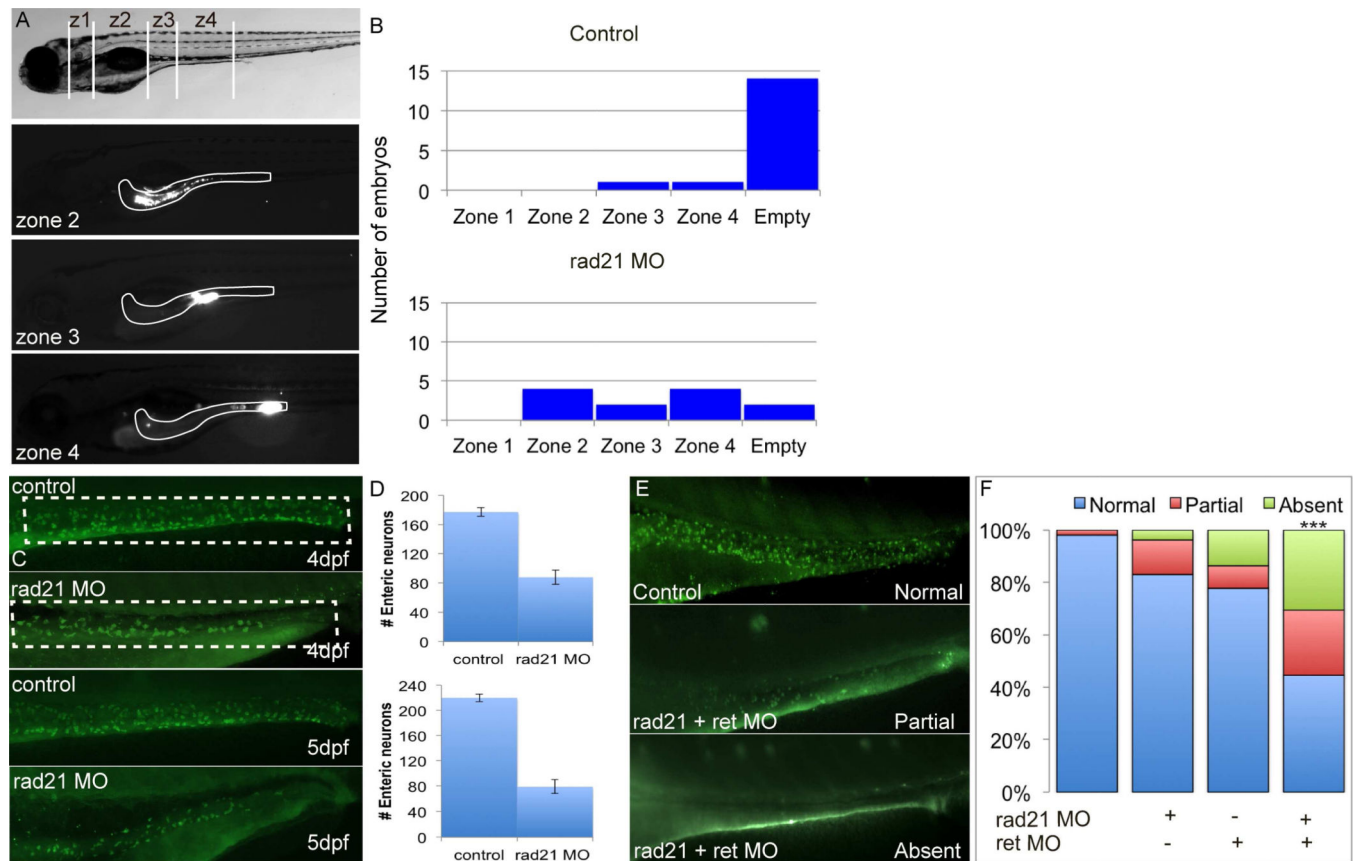 A
z1 z2 z3 z4
zone 2
zone 3
zone 4
B
Number of embryos
Control
15
10
5
0
Zone 1 Zone 2 Zone 3 Zone 4 Empty
rad21 MO
15
10
5
0
Zone 1 Zone 2 Zone 3 Zone 4 Empty
control
C
4dpf
rad21 MO
4dpf
control
5dpf
rad21 MO
5dpf
D
# Enteric neurons
200
160
120
80
40
0
control rad21 MO
# Enteric neurons
240
200
160
120
80
40
0
control rad21 MO
E
Control Normal
rad21 + ret MO Partial
rad21 + ret MO Absent
F
Normal Partial Absent
***
100%
80%
60%
40%
20%
0%
rad21 MO + - +
ret MO - + +